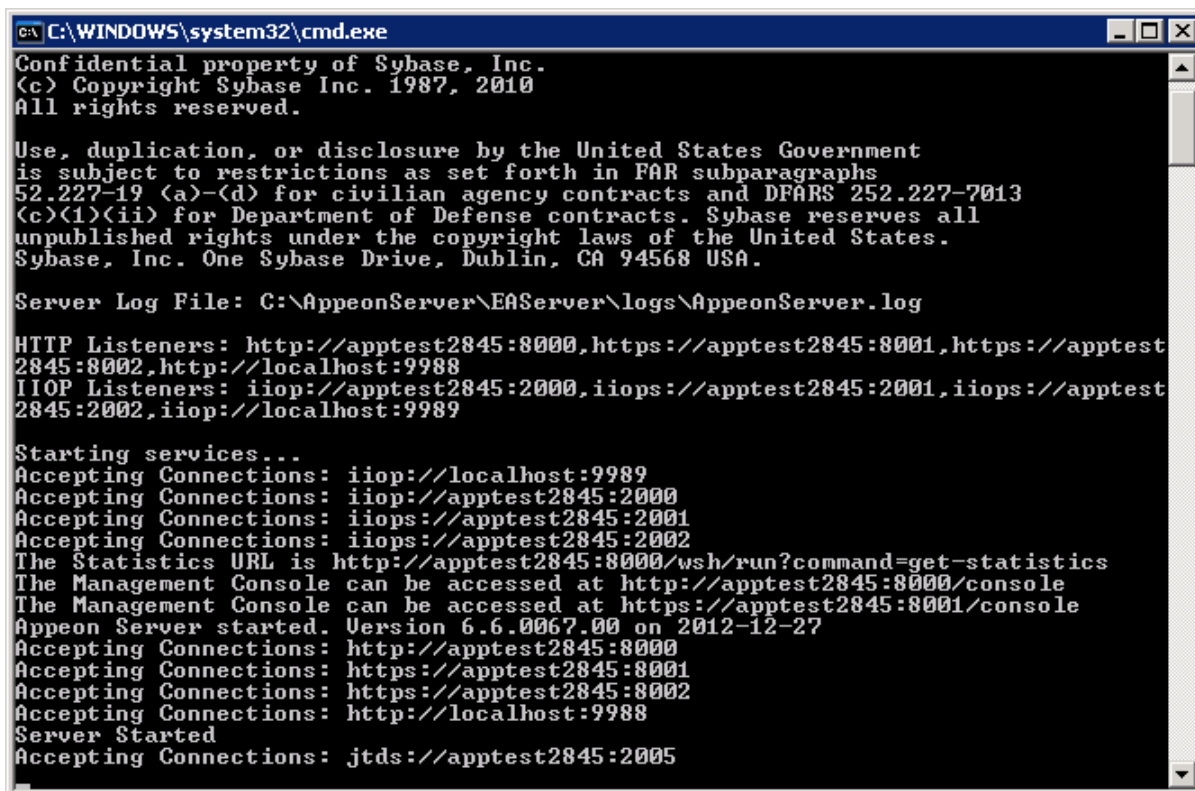 C:\WINDOWS\system32\cmd.exe
Confidential property of Sybase, Inc.
(c) Copyright Sybase Inc. 1987, 2010
All rights reserved.
Use, duplication, or disclosure by the United States Government
is subject to restrictions as set forth in FAR subparagraphs
52.227-19 (a)-(d) for civilian agency contracts and DFARS 252.227-7013
(c)(1)(ii) for Department of Defense contracts. Sybase reserves all
unpublished rights under the copyright laws of the United States.
Sybase, Inc. One Sybase Drive, Dublin, CA 94568 USA.
Server Log File: C:\AppeonServer\EAServer\logs\AppeonServer.log
HTTP Listeners: http://apptest2845:8000,https://apptest2845:8001,https://apptest
2845:8002,http://localhost:9988
IIOP Listeners: iiop://apptest2845:2000,iiops://apptest2845:2001,iiops://apptest
2845:2002,iiop://localhost:9989
Starting services...
Accepting Connections: iiop://localhost:9989
Accepting Connections: iiop://apptest2845:2000
Accepting Connections: iiops://apptest2845:2001
Accepting Connections: iiops://apptest2845:2002
The Statistics URL is http://apptest2845:8000/wsh/run?command=get-statistics
The Management Console can be accessed at http://apptest2845:8000/console
The Management Console can be accessed at https://apptest2845:8001/console
Appeon Server started. Version 6.6.0067.00 on 2012-12-27
Accepting Connections: http://apptest2845:8000
Accepting Connections: https://apptest2845:8001
Accepting Connections: https://apptest2845:8002
Accepting Connections: http://localhost:9988
Server Started
Accepting Connections: jtds://apptest2845:2005